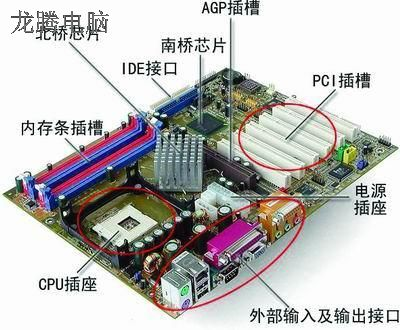 龙腾电脑
AGP插槽
北桥芯片
南桥芯片
IDE接口
PCI插槽
内存条插槽
电源
插座
CPU插座
外部输入及输出接口